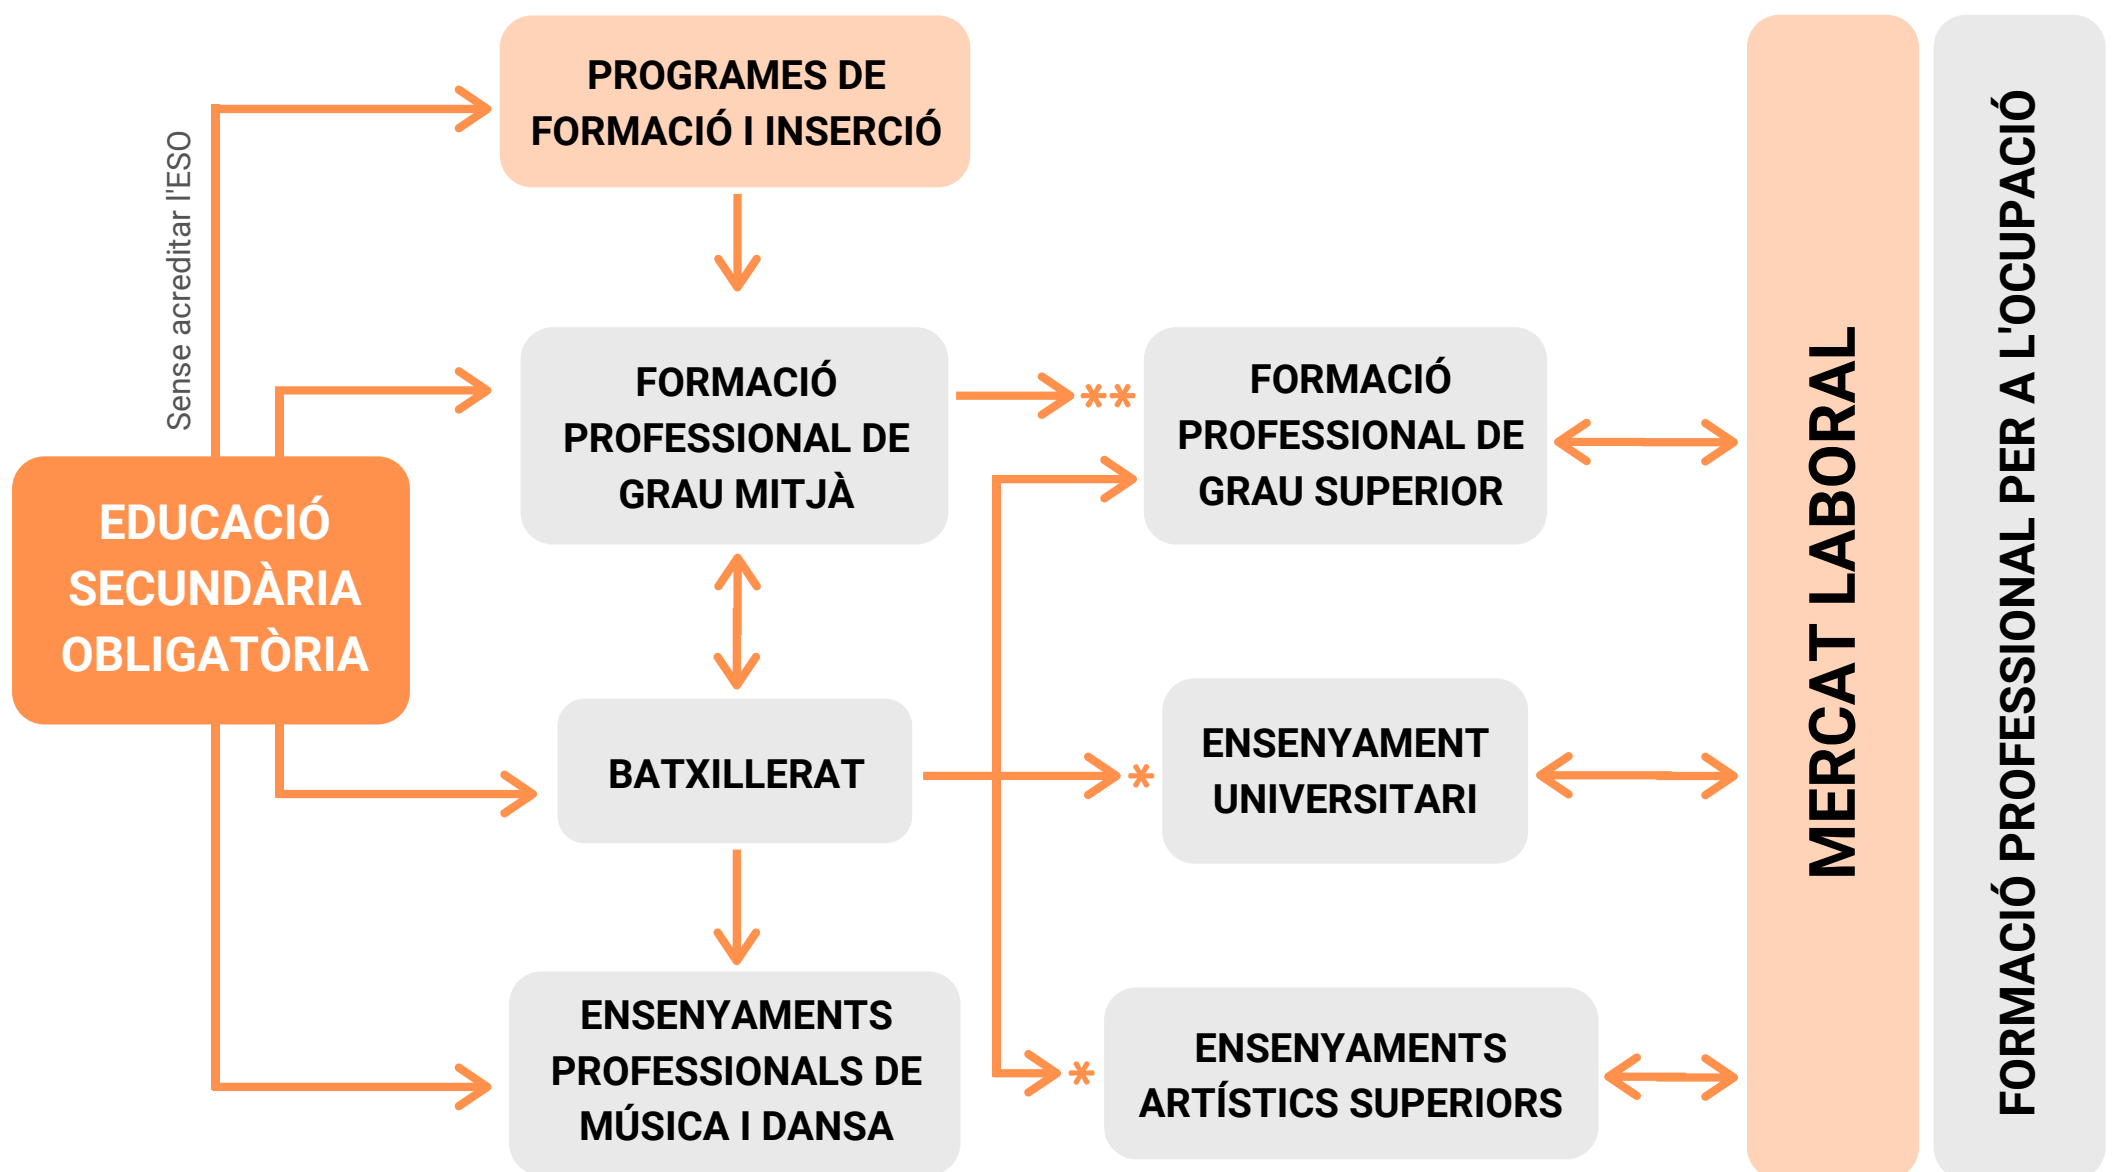 PROGRAMES DE
FORMACIÓ I INSERCIÓ
Sense acreditar l'ESO
EDUCACIÓ
SECUNDÀRIA
OBLIGATÒRIA
FORMACIÓ
PROFESSIONAL DE
GRAU MITJÀ
**
FORMACIÓ
PROFESSIONAL DE
GRAU SUPERIOR
BATXILLERAT
*
ENSENYAMENT
UNIVERSITARI
ENSENYAMENTS
PROFESSIONALS DE
MÚSICA I DANSA
*
ENSENYAMENTS
ARTÍSTICS SUPERIORS
MERCAT LABORAL
FORMACIÓ PROFESSIONAL PER A L'OCUPACIÓ